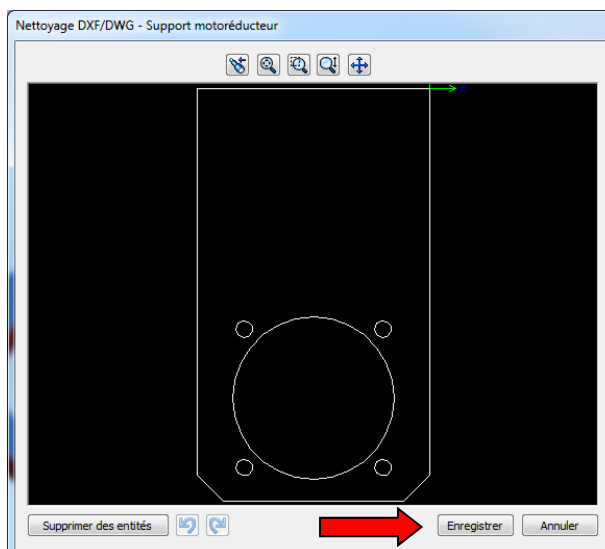 Nettoyage DXF/DWG - Support motoréducteur
x
Supprimer des entités
Enregistrer
Annuler